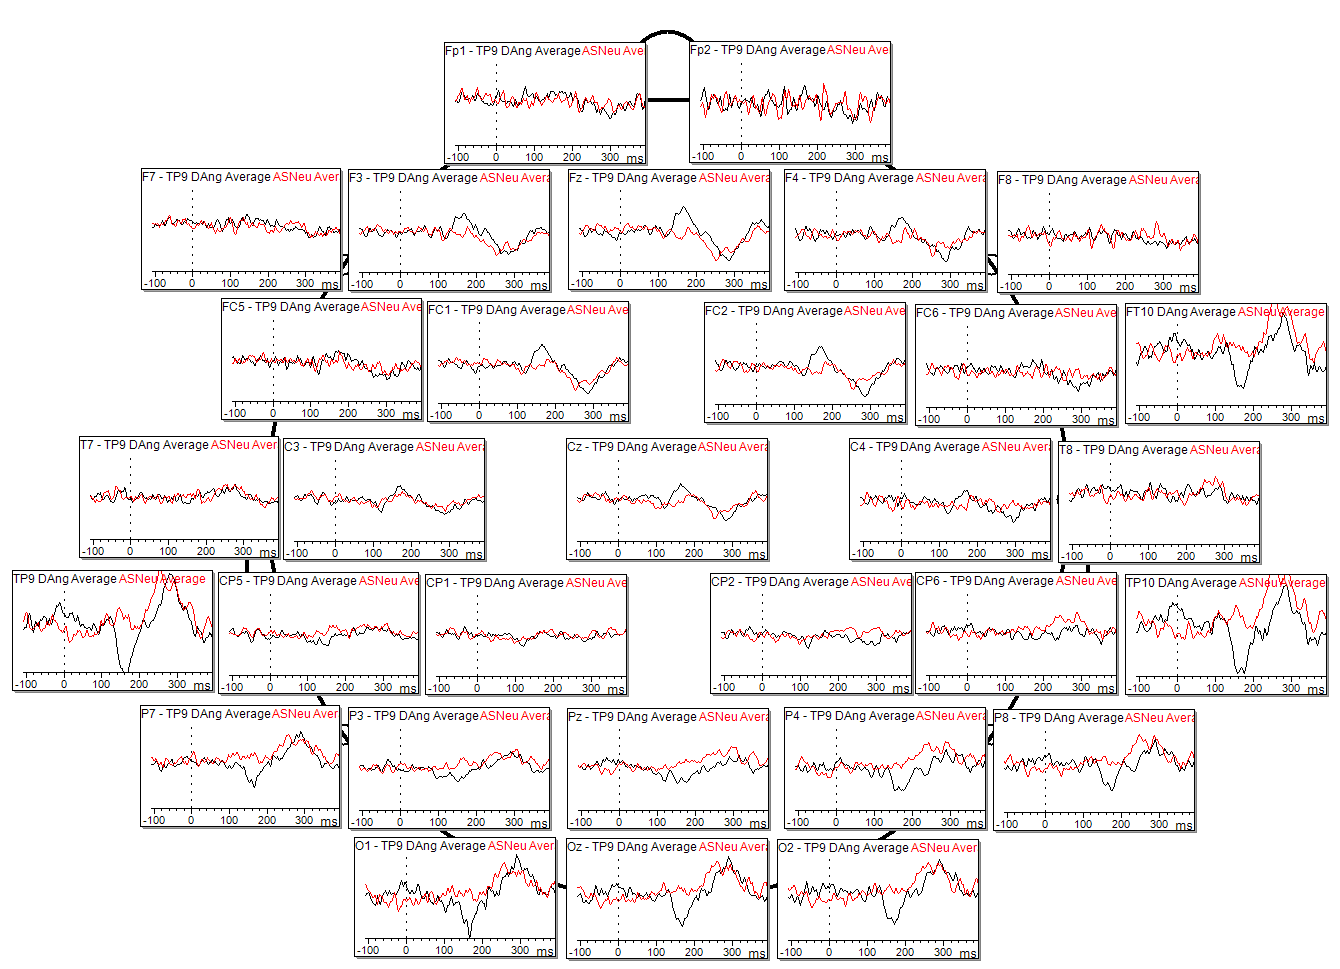 Fp1 - TP9 DAng Average ASNeu Ave
-100 0 100 200 300 ms
Fp2 - TP9 DAng Average ASNeu Ave
-100 0 100 200 300 ms
F7 - TP9 DAng Average ASNeu Aver
-100 0 100 200 300 ms
F3 - TP9 DAng Average ASNeu Avera
-100 0 100 200 300 ms
Fz - TP9 DAng Average ASNeu Avera
-100 0 100 200 300 ms
F4 - TP9 DAng Average ASNeu Avera
-100 0 100 200 300 ms
F8 - TP9 DAng Average ASNeu Avera
-100 0 100 200 300 ms
FC5 - TP9 DAng Average ASNeu Ave
-100 0 100 200 300 ms
FC1 - TP9 DAng Average ASNeu Ave
-100 0 100 200 300 ms
FC2 - TP9 DAng Average ASNeu Ave
-100 0 100 200 300 ms
FC6 - TP9 DAng Average ASNeu Ave
-100 0 100 200 300 ms
FT10 DAng Average ASNeu Average
-100 0 100 200 300 ms
T7 - TP9 DAng Average ASNeu Aver
-100 0 100 200 300 ms
C3 - TP9 DAng Average ASNeu Avera
-100 0 100 200 300 ms
Cz - TP9 DAng Average ASNeu Aver
-100 0 100 200 300 ms
C4 - TP9 DAng Average ASNeu Avera
-100 0 100 200 300 ms
T8 - TP9 DAng Average ASNeu Avera
-100 0 100 200 300 ms
TP9 DAng Average ASNeu Average
-100 0 100 200 300 ms
CP5 - TP9 DAng Average ASNeu Ave
-100 0 100 200 300 ms
CP1 - TP9 DAng Average ASNeu Ave
-100 0 100 200 300 ms
CP2 - TP9 DAng Average ASNeu Ave
-100 0 100 200 300 ms
CP6 - TP9 DAng Average ASNeu Ave
-100 0 100 200 300 ms
TP10 DAng Average ASNeu Average
-100 0 100 200 300 ms
P7 - TP9 DAng Average ASNeu Aver
-100 0 100 200 300 ms
P3 - TP9 DAng Average ASNeu Avera
-100 0 100 200 300 ms
Pz - TP9 DAng Average ASNeu Avera
-100 0 100 200 300 ms
P4 - TP9 DAng Average ASNeu Avera
-100 0 100 200 300 ms
P8 - TP9 DAng Average ASNeu Avera
-100 0 100 200 300 ms
O1 - TP9 DAng Average ASNeu Aver
-100 0 100 200 300 ms
Oz - TP9 DAng Average ASNeu Aver
-100 0 100 200 300 ms
O2 - TP9 DAng Average ASNeu Aver
-100 0 100 200 300 ms